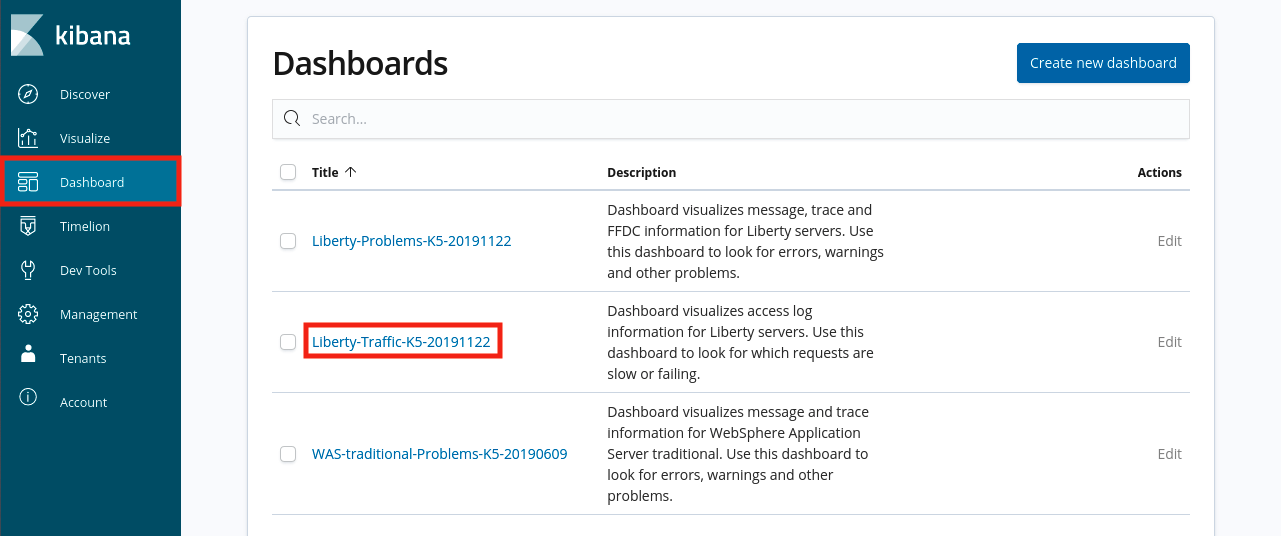 kibana
Discover
Visualize
Dashboard
Timelion
Dev Tools
Management
Tenants
Account
Dashboards
Create new dashboard
Search...
Title Description Actions
Liberty-Problems-K5-20191122
Dashboard visualizes message, trace and
FFDC information for Liberty servers. Use
this dashboard to look for errors, warnings
and other problems.
Edit
Liberty-Traffic-K5-20191122
Dashboard visualizes access log
information for Liberty servers. Use this
dashboard to look for which requests are
slow or failing.
Edit
WAS-traditional-Problems-K5-20190609
Dashboard visualizes message and trace
information for WebSphere Application
Server traditional. Use this dashboard to
look for errors, warnings and other
problems.
Edit